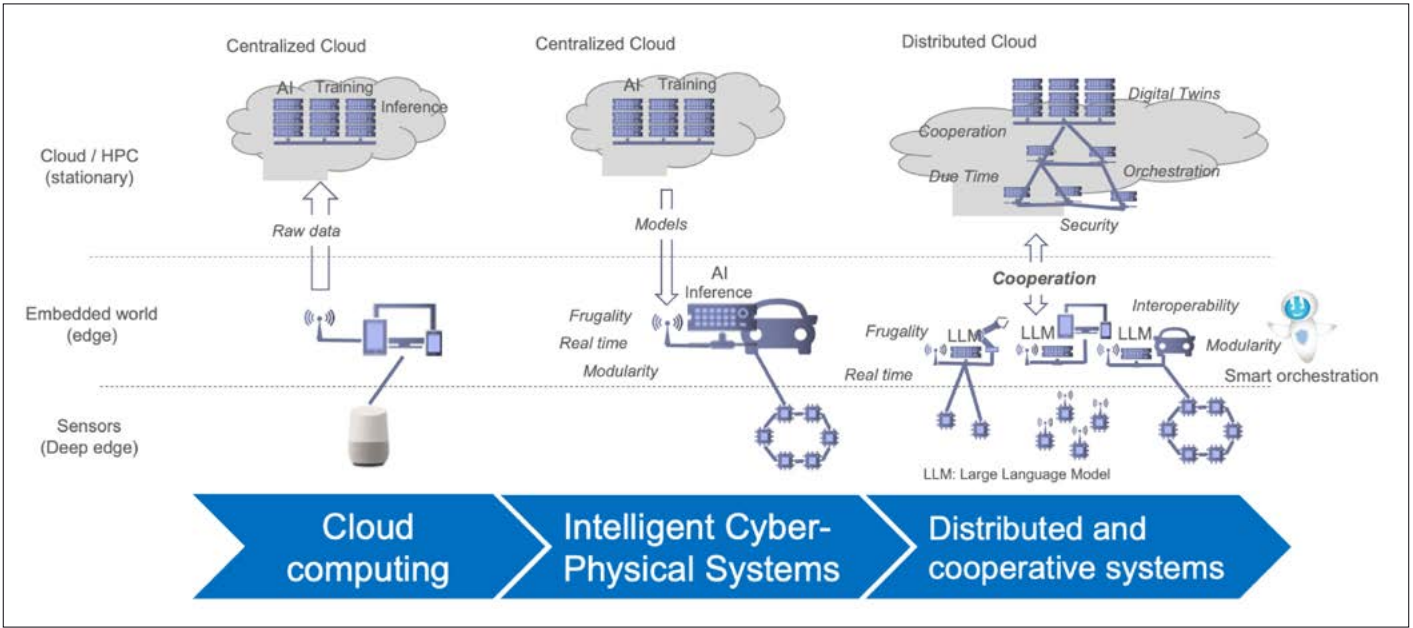 Centralized Cloud
AI Training
Inference
Centralized Cloud
AI Training
Distributed Cloud
Digital Twins
Cooperation
Due Time
Orchestration
Security
Cloud / HPC
(stationary)
Raw data
Models
Cooperation
Embedded world
(edge)
AI
Inference
Frugality
Real time
Modularity
Frugality
Real time
LLM
LLM
LLM
Interoperability
Modularity
Smart orchestration
Sensors
(Deep edge)
LLM: Large Language Model
Cloud
computing
Intelligent Cyber-
Physical Systems
Distributed and
cooperative systems